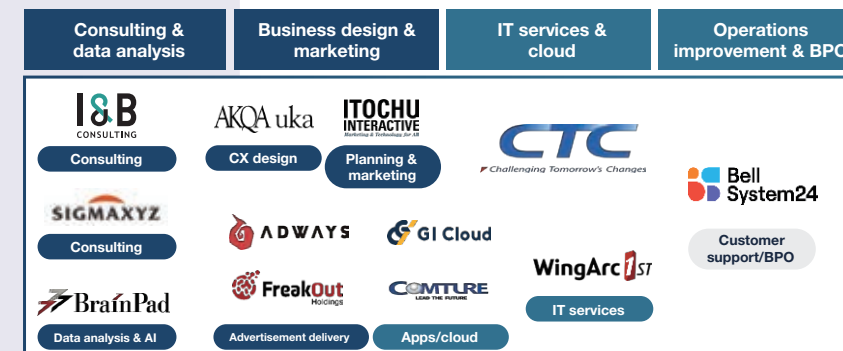 Consulting &
data analysis
Business design &
marketing
IT services &
cloud
Operations
improvement & BPO
I&B
CONSULTING
Consulting
SIGMAXYZ
Consulting
BrainPad
Data analysis & AI
AKQA uka
CX design
ITOCHU
INTERACTIVE
Marketing & Technology for All
Planning &
marketing
ADWAYS
FreakOut
Holdings
Advertisement delivery
GI Cloud
COMTURE
LEAD THE FUTURE
Apps/cloud
CTC
Challenging Tomorrow's Changes
WingArc 1ST
IT services
Bell
System24
Customer
support/BPO